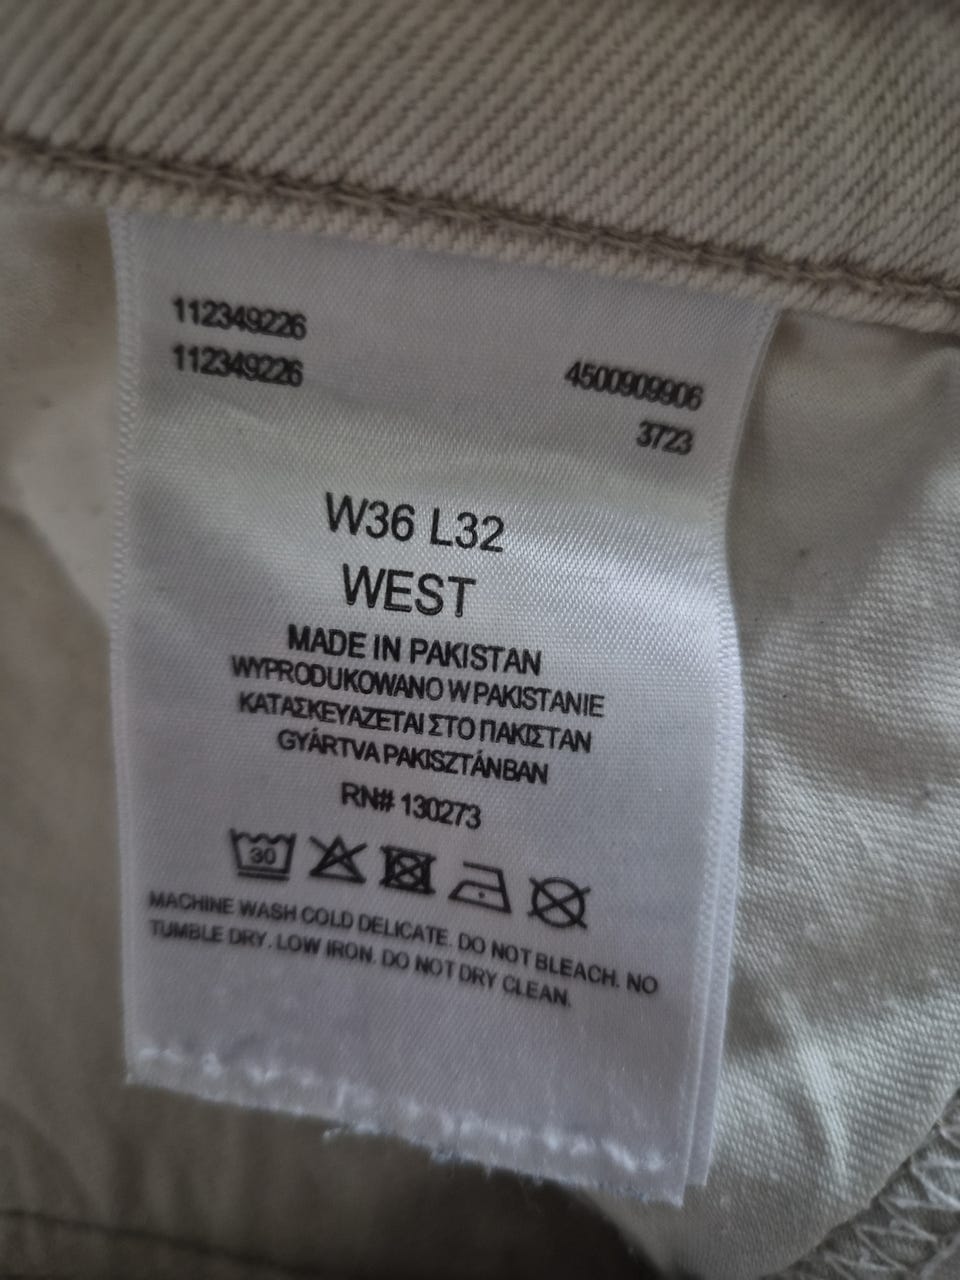 112349226
112349226
4500909906
3723
W36 L32
WEST
MADE IN PAKISTAN
WYPRODUKOWANO W PAKISTANIE
ΚΑΤΑΣΚΕΥΑΖΕΤΑΙ ΣΤΟ ΠΑΚΙΣΤΑΝ
GYÁRTVA PAKISZTÁNBAN
RN# 130273
30
MACHINE WASH COLD DELICATE. DO NOT BLEACH. NO
TUMBLE DRY. LOW IRON. DO NOT DRY CLEAN.